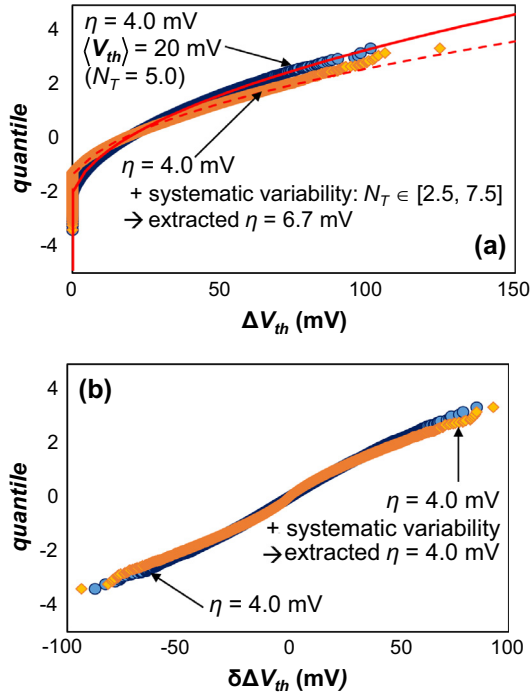 η = 4.0 mV
⟨Vth⟩ = 20 mV
(NT = 5.0)
4
2
0
-2
-4
quantile
η = 4.0 mV
+ systematic variability: NT ∈ [2.5, 7.5]
→ extracted η = 6.7 mV
(a)
0 50 100 150
ΔVth (mV)
(b)
4
2
0
-2
-4
quantile
η = 4.0 mV
+ systematic variability
→extracted η = 4.0 mV
η = 4.0 mV
-100 -50 0 50 100
δΔVth (mV)